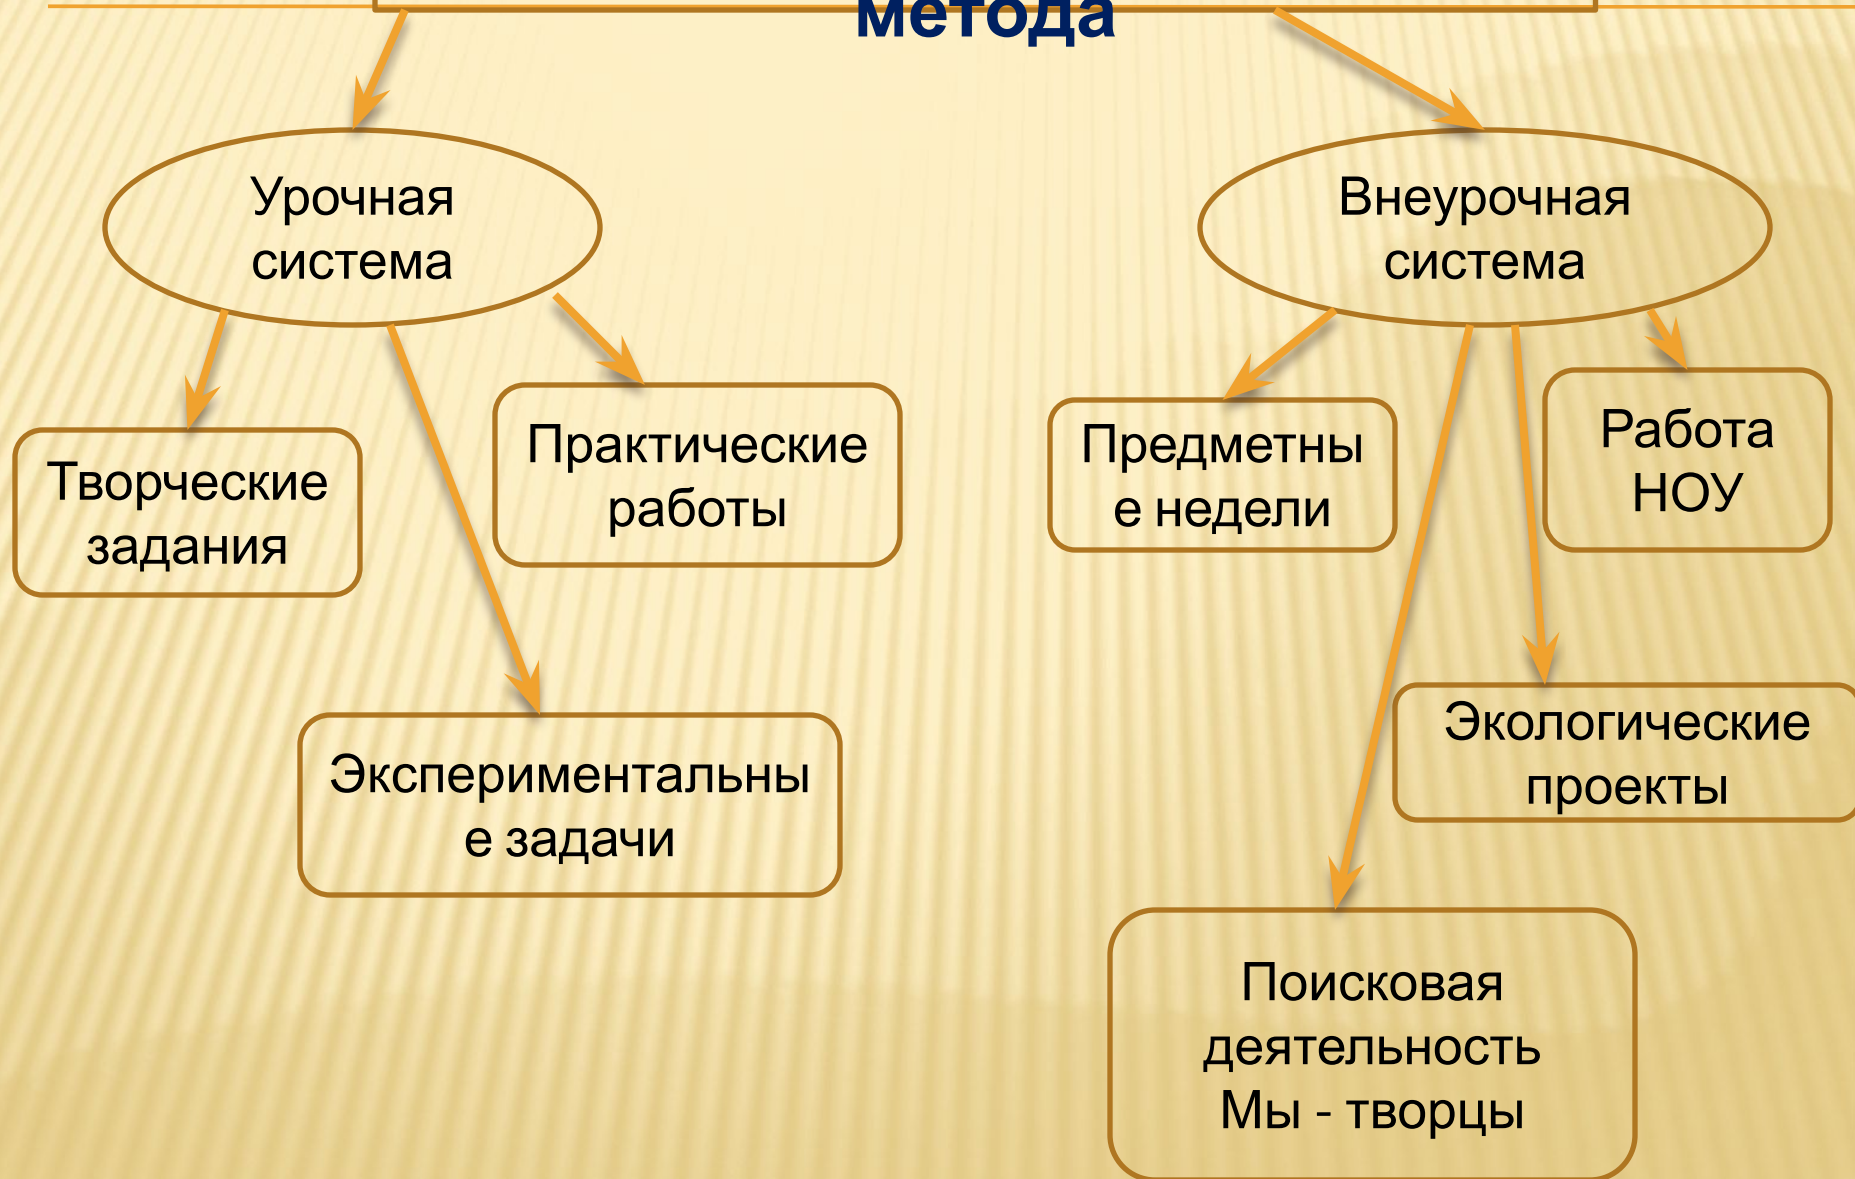 метода
Урочная
система
Внеурочная
система
Творческие
задания
Практические
работы
Экспериментальны
е задачи
Предметны
е недели
Работа
НОУ
Экологические
проекты
Поисковая
деятельность
Мы - творцы